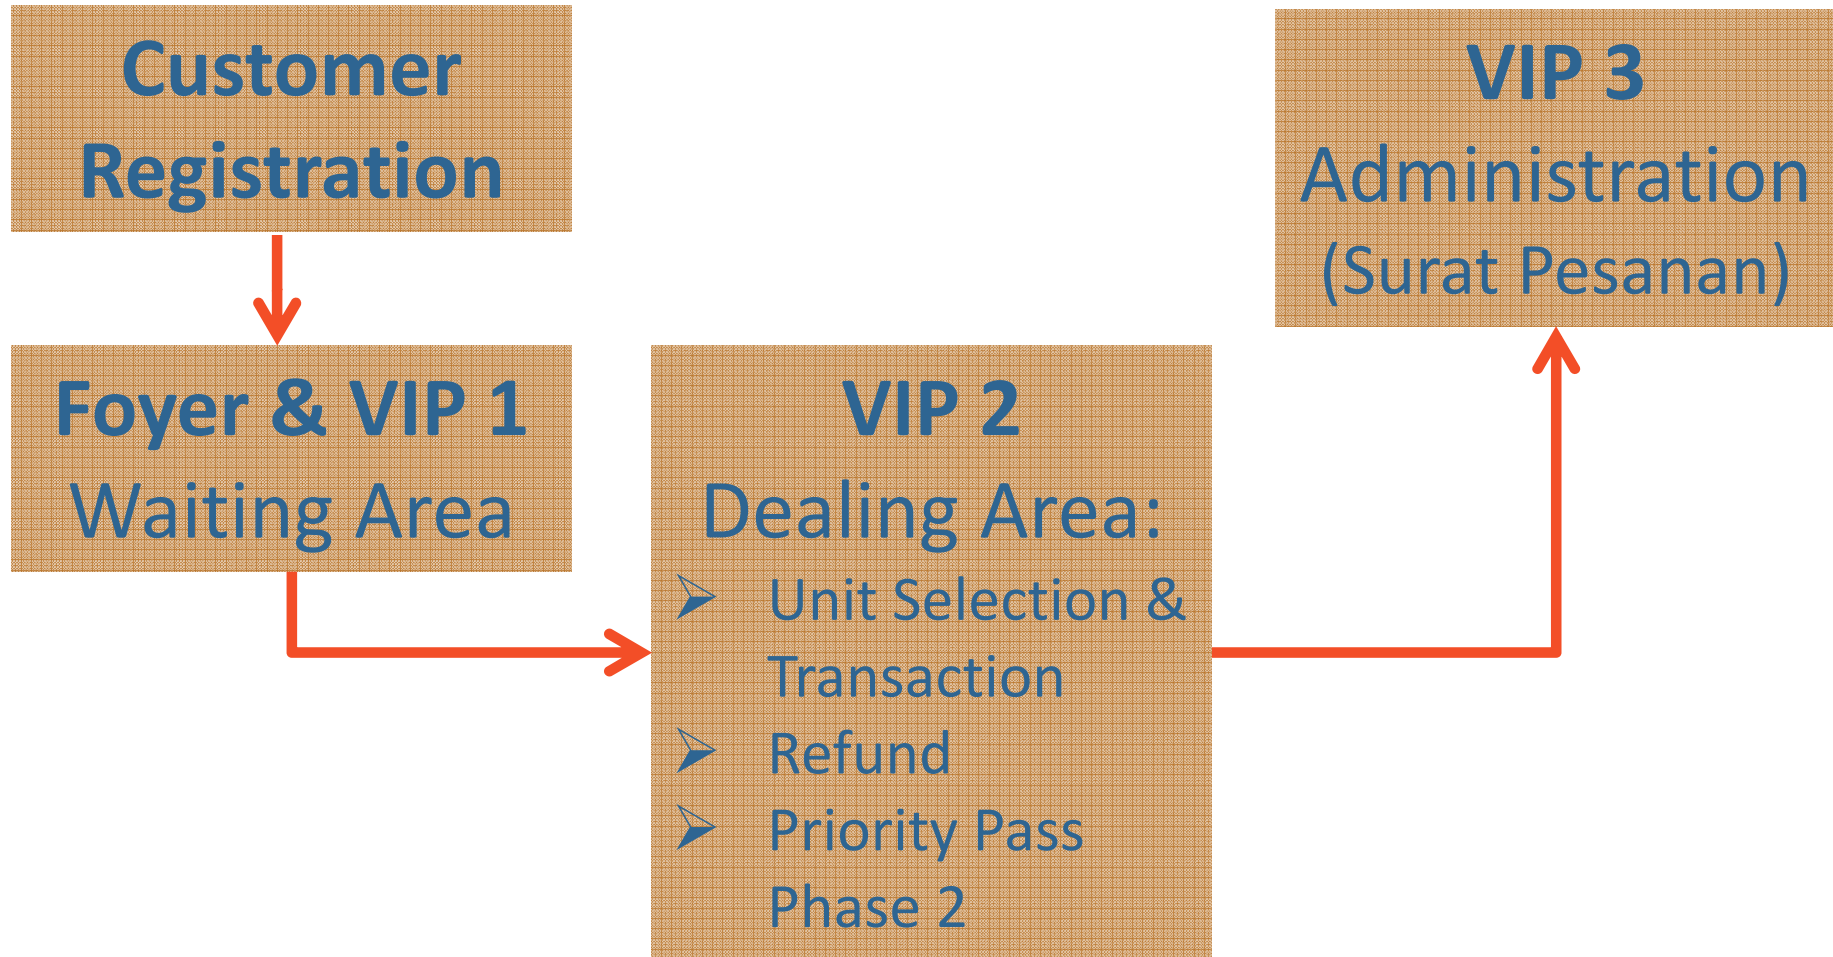 Customer
Registration
Foyer & VIP 1
Waiting Area
VIP 2
Dealing Area:
➢ Unit Selection &
Transaction
➢ Refund
➢ Priority Pass
Phase 2
VIP 3
Administration
(Surat Pesanan)